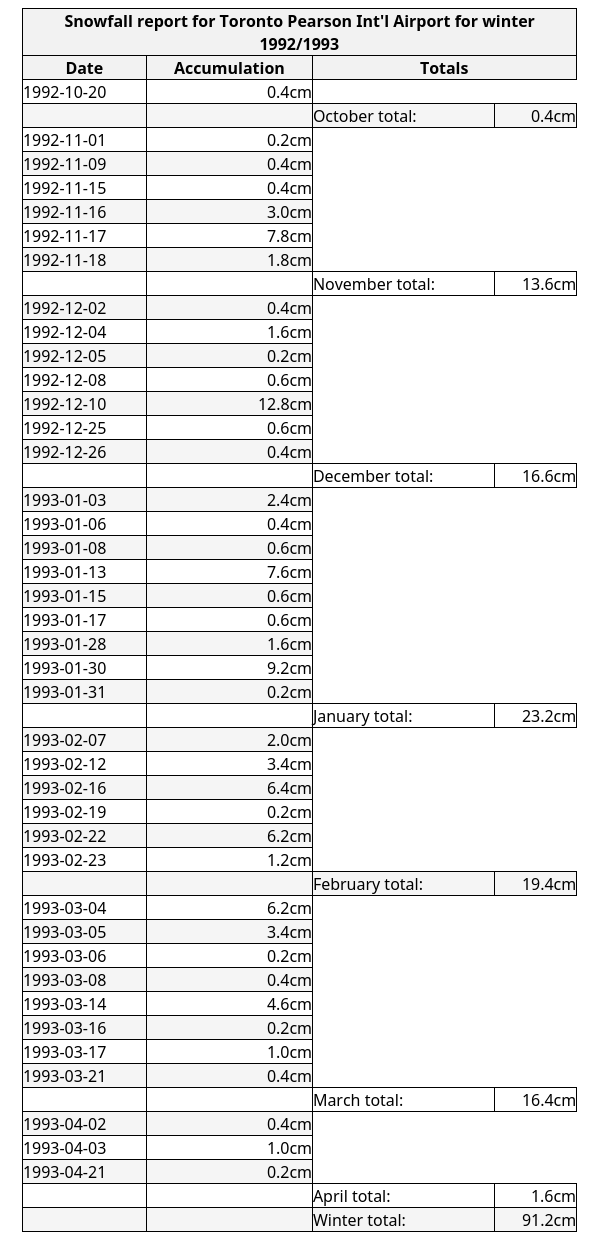 Snowfall report for Toronto Pearson Int'l Airport for winter
1992/1993
Date Accumulation Totals
1992-10-20 0.4cm
October total: 0.4cm
1992-11-01 0.2cm
1992-11-09 0.4cm
1992-11-15 0.4cm
1992-11-16 3.0cm
1992-11-17 7.8cm
1992-11-18 1.8cm
November total: 13.6cm
1992-12-02 0.4cm
1992-12-04 1.6cm
1992-12-05 0.2cm
1992-12-08 0.6cm
1992-12-10 12.8cm
1992-12-25 0.6cm
1992-12-26 0.4cm
December total: 16.6cm
1993-01-03 2.4cm
1993-01-06 0.4cm
1993-01-08 0.6cm
1993-01-13 7.6cm
1993-01-15 0.6cm
1993-01-17 0.6cm
1993-01-28 1.6cm
1993-01-30 9.2cm
1993-01-31 0.2cm
January total: 23.2cm
1993-02-07 2.0cm
1993-02-12 3.4cm
1993-02-16 6.4cm
1993-02-19 0.2cm
1993-02-22 6.2cm
1993-02-23 1.2cm
February total: 19.4cm
1993-03-04 6.2cm
1993-03-05 3.4cm
1993-03-06 0.2cm
1993-03-08 0.4cm
1993-03-14 4.6cm
1993-03-16 0.2cm
1993-03-17 1.0cm
1993-03-21 0.4cm
March total: 16.4cm
1993-04-02 0.4cm
1993-04-03 1.0cm
1993-04-21 0.2cm
April total: 1.6cm
Winter total: 91.2cm